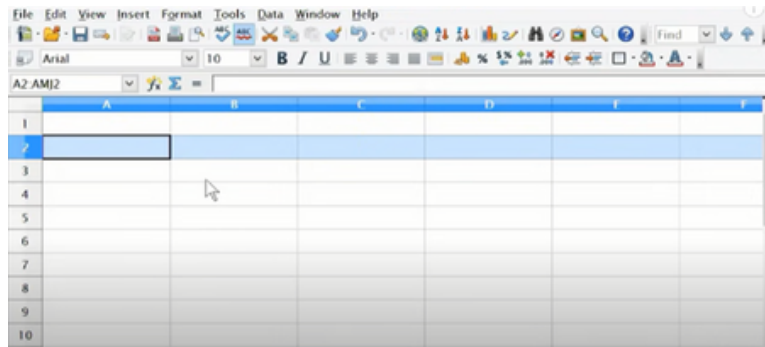 File Edit View Insert Format Tools Data Window Help
Find
Arial 10 B I U
A2:AMJ2 =
A B C D E F
1
2
3
4
5
6
7
8
9
10